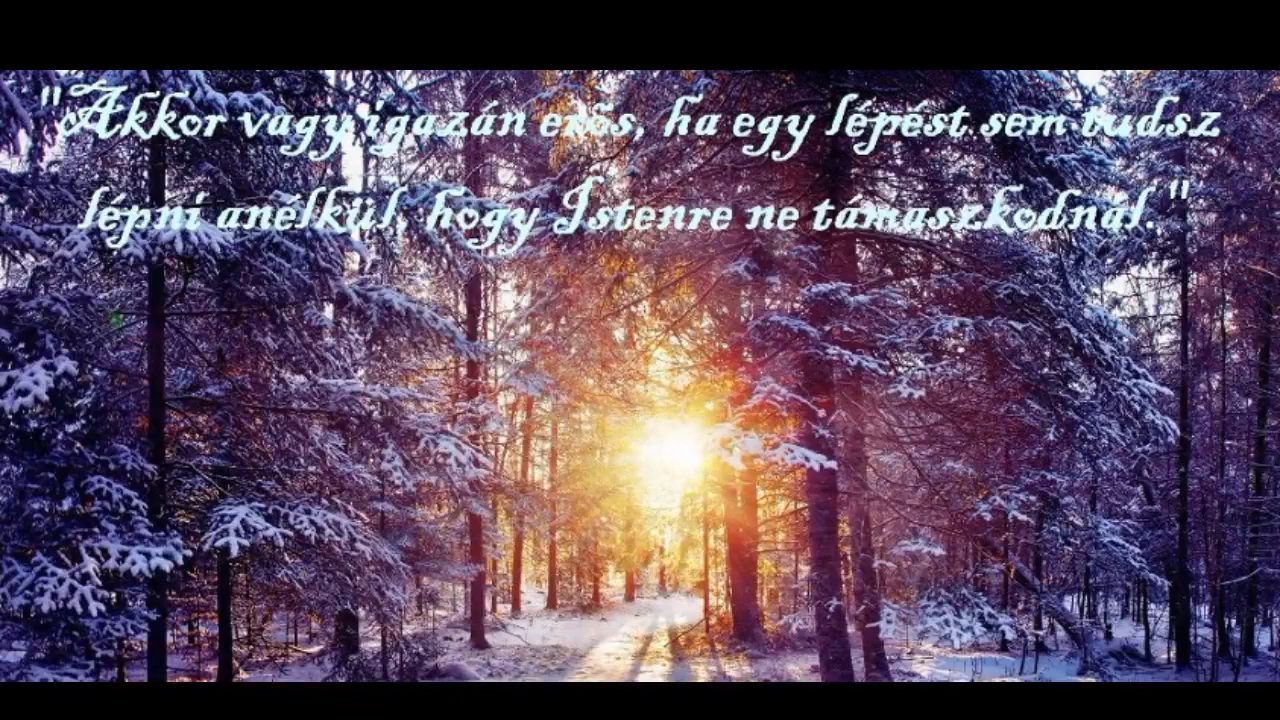 "Akkor vagy igazán erős, ha egy lépést sem tudsz
lépni anélkül, hogy Istenre ne támaszkodnál."